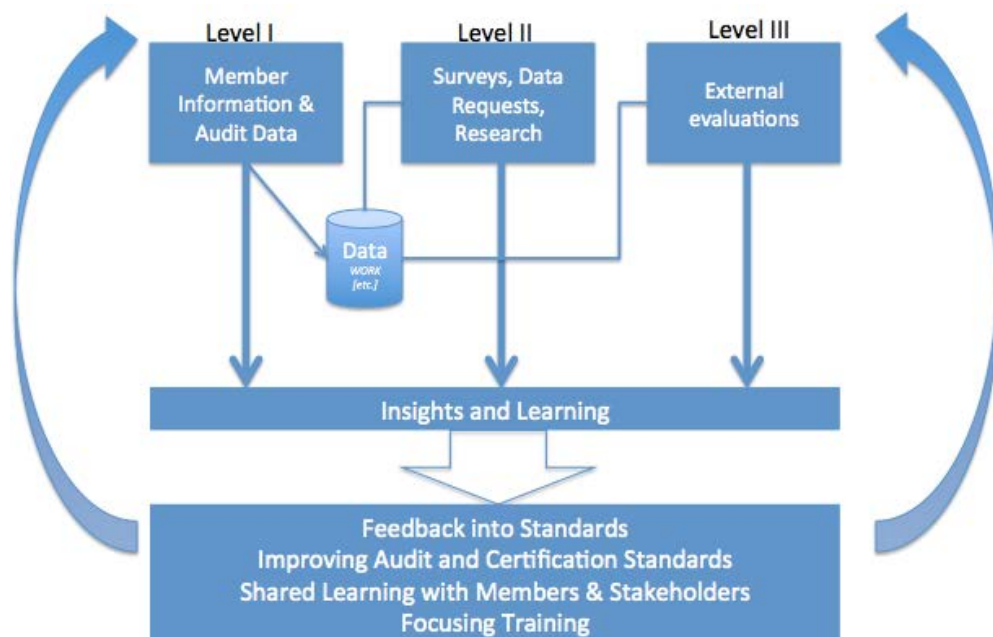 Level I
Level II
Level III
Member
Information &
Audit Data
Surveys, Data
Requests,
Research
External
evaluations
Data
WORK
[etc.]
Insights and Learning
Feedback into Standards
Improving Audit and Certification Standards
Shared Learning with Members & Stakeholders
Focusing Training